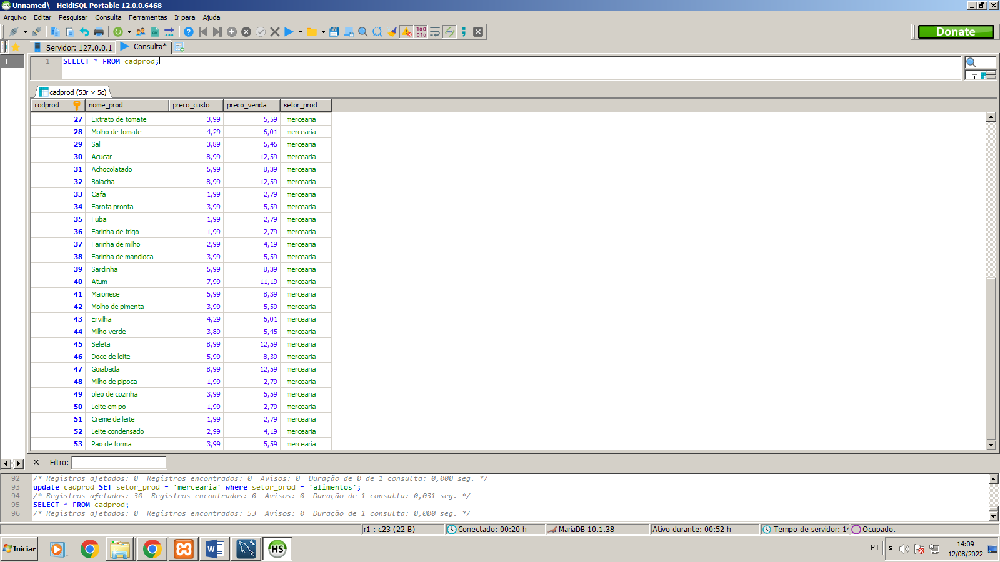 Unnamed\ - HeidiSQL Portable 12.0.0.6468
Arquivo Editar Pesquisar Consulta Ferramentas Ir para Ajuda
Donate
Servidor: 127.0.0.1 Consulta*
1 SELECT * FROM cadprod;
cadprod (53r × 5c)
codprod nome_prod preco_custo preco_venda setor_prod
27 Extrato de tomate 3,99 5,59 mercearia
28 Molho de tomate 4,29 6,01 mercearia
29 Sal 3,89 5,45 mercearia
30 Acucar 8,99 12,59 mercearia
31 Achocolatado 5,99 8,39 mercearia
32 Bolacha 8,99 12,59 mercearia
33 Cafa 1,99 2,79 mercearia
34 Farofa pronta 3,99 5,59 mercearia
35 Fuba 1,99 2,79 mercearia
36 Farinha de trigo 1,99 2,79 mercearia
37 Farinha de milho 2,99 4,19 mercearia
38 Farinha de mandioca 3,99 5,59 mercearia
39 Sardinha 5,99 8,39 mercearia
40 Atum 7,99 11,19 mercearia
41 Maionese 5,99 8,39 mercearia
42 Molho de pimenta 3,99 5,59 mercearia
43 Ervilha 4,29 6,01 mercearia
44 Milho verde 3,89 5,45 mercearia
45 Seleta 8,99 12,59 mercearia
46 Doce de leite 5,99 8,39 mercearia
47 Goiabada 8,99 12,59 mercearia
48 Milho de pipoca 1,99 2,79 mercearia
49 oleo de cozinha 3,99 5,59 mercearia
50 Leite em po 1,99 2,79 mercearia
51 Creme de leite 1,99 2,79 mercearia
52 Leite condensado 2,99 4,19 mercearia
53 Pao de forma 3,99 5,59 mercearia
Filtro:
92 /* Registros afetados: 0 Registros encontrados: 0 Avisos: 0 Duração de 0 de 1 consulta: 0,000 seg. */
93 update cadprod SET setor_prod = 'mercearia' where setor_prod = 'alimentos';
94 /* Registros afetados: 30 Registros encontrados: 0 Avisos: 0 Duração de 1 consulta: 0,031 seg. */
95 SELECT * FROM cadprod;
96 /* Registros afetados: 0 Registros encontrados: 53 Avisos: 0 Duração de 1 consulta: 0,000 seg. */
r1 : c23 (22 B) Conectado: 00:20 h MariaDB 10.1.38 Ativo durante: 00:52 h Tempo de servidor: 14 Ocupado.
Iniciar HS PT 14:09
12/08/2022